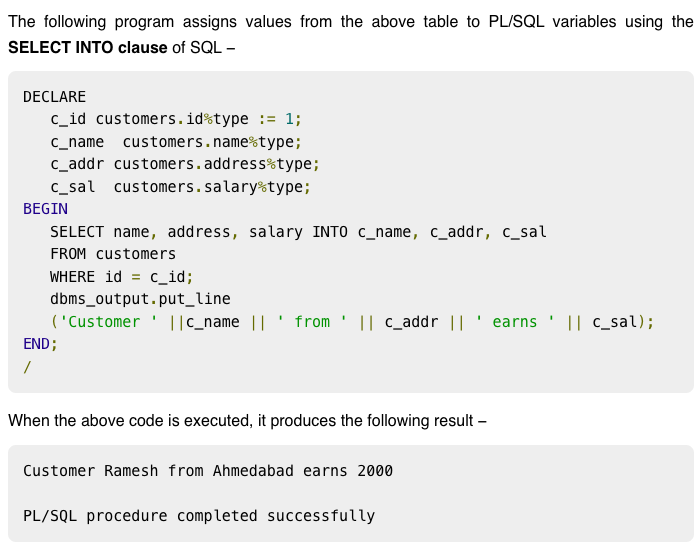 The following program assigns values from the above table to PL/SQL variables using the
SELECT INTO clause of SQL –
DECLARE
   c_id customers.id%type := 1;
   c_name  customers.name%type;
   c_addr customers.address%type;
   c_sal  customers.salary%type;
BEGIN
   SELECT name, address, salary INTO c_name, c_addr, c_sal
   FROM customers
   WHERE id = c_id;
   dbms_output.put_line
   ('Customer ' ||c_name || ' from ' || c_addr || ' earns ' || c_sal);
END;
/
When the above code is executed, it produces the following result –
Customer Ramesh from Ahmedabad earns 2000
PL/SQL procedure completed successfully